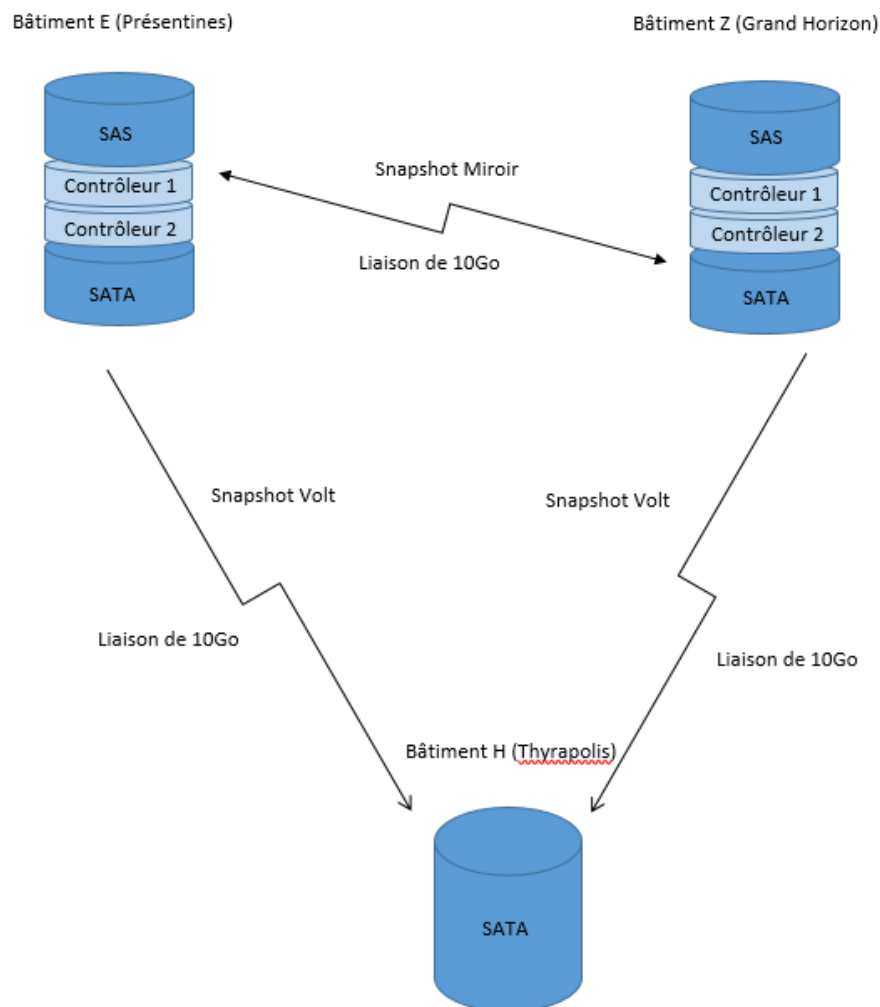 Bâtiment E (Présentines)
Bâtiment Z (Grand Horizon)
SAS
Contrôleur 1
Contrôleur 2
SATA
Snapshot Miroir
Liaison de 10Go
SAS
Contrôleur 1
Contrôleur 2
SATA
Snapshot Volt
Snapshot Volt
Liaison de 10Go
Liaison de 10Go
Bâtiment H (Thyrapolis)
SATA